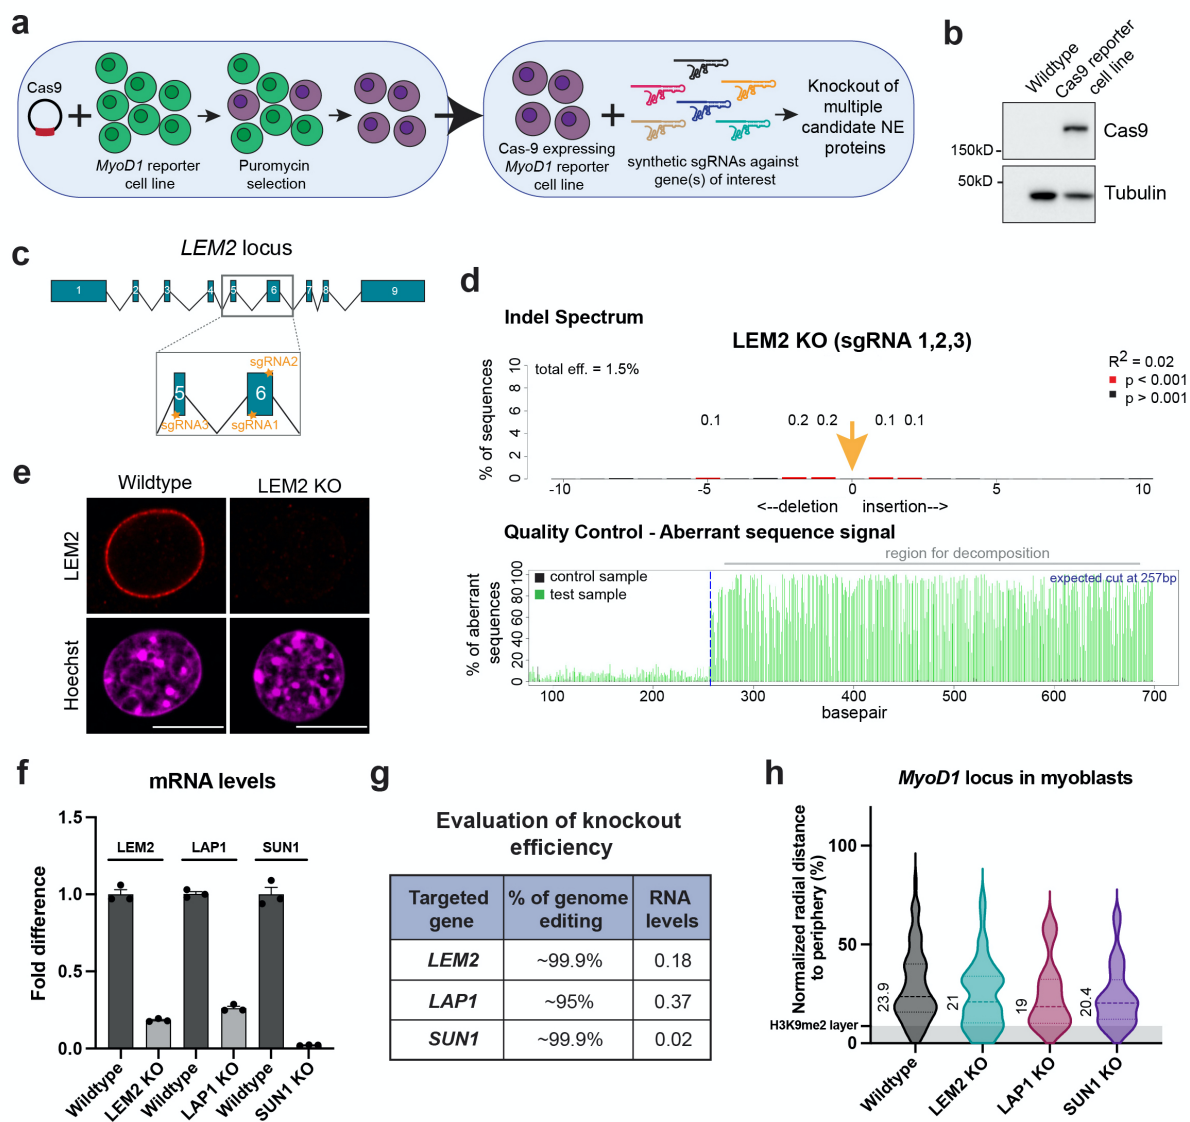 a
Cas9
MyoD1 reporter
cell line
Puromycin
selection
Cas-9 expressing
MyoD1 reporter
cell line
synthetic sgRNAs against
gene(s) of interest
Knockout of
multiple
candidate NE
proteins
b
Wildtype
Cas9 reporter
cell line
Cas9
150kD
50kD
Tubulin
c
LEM2 locus
1
2
3
4
5
6
7
8
9
sgRNA2
5
6
sgRNA3
sgRNA1
d
Indel Spectrum
LEM2 KO (sgRNA 1,2,3)
total eff. = 1.5%
R2 = 0.02
p < 0.001
p > 0.001
% of sequences
10
8
6
4
2
0
0.1
0.2
0.2
0.1
0.1
-10
-5
0
5
10
<--deletion
insertion-->
Quality Control - Aberrant sequence signal
region for decomposition
control sample
test sample
expected cut at 257bp
% of aberrant
sequences
0 20 40 60 80 100
100
200
300
400
500
600
700
basepair
e
Wildtype
LEM2 KO
LEM2
Hoechst
f
mRNA levels
Fold difference
1.5
1.0
0.5
0.0
LEM2
LAP1
SUN1
Wildtype
LEM2 KO
Wildtype
LAP1 KO
Wildtype
SUN1 KO
g
Evaluation of knockout
efficiency
Targeted
gene
% of genome
editing
RNA
levels
LEM2
~99.9%
0.18
LAP1
~95%
0.37
SUN1
~99.9%
0.02
h
MyoD1 locus in myoblasts
Normalized radial distance
to periphery (%)
100
50
H3K9me2 layer
0
23.9
21
19
20.4
Wildtype
LEM2 KO
LAP1 KO
SUN1 KO